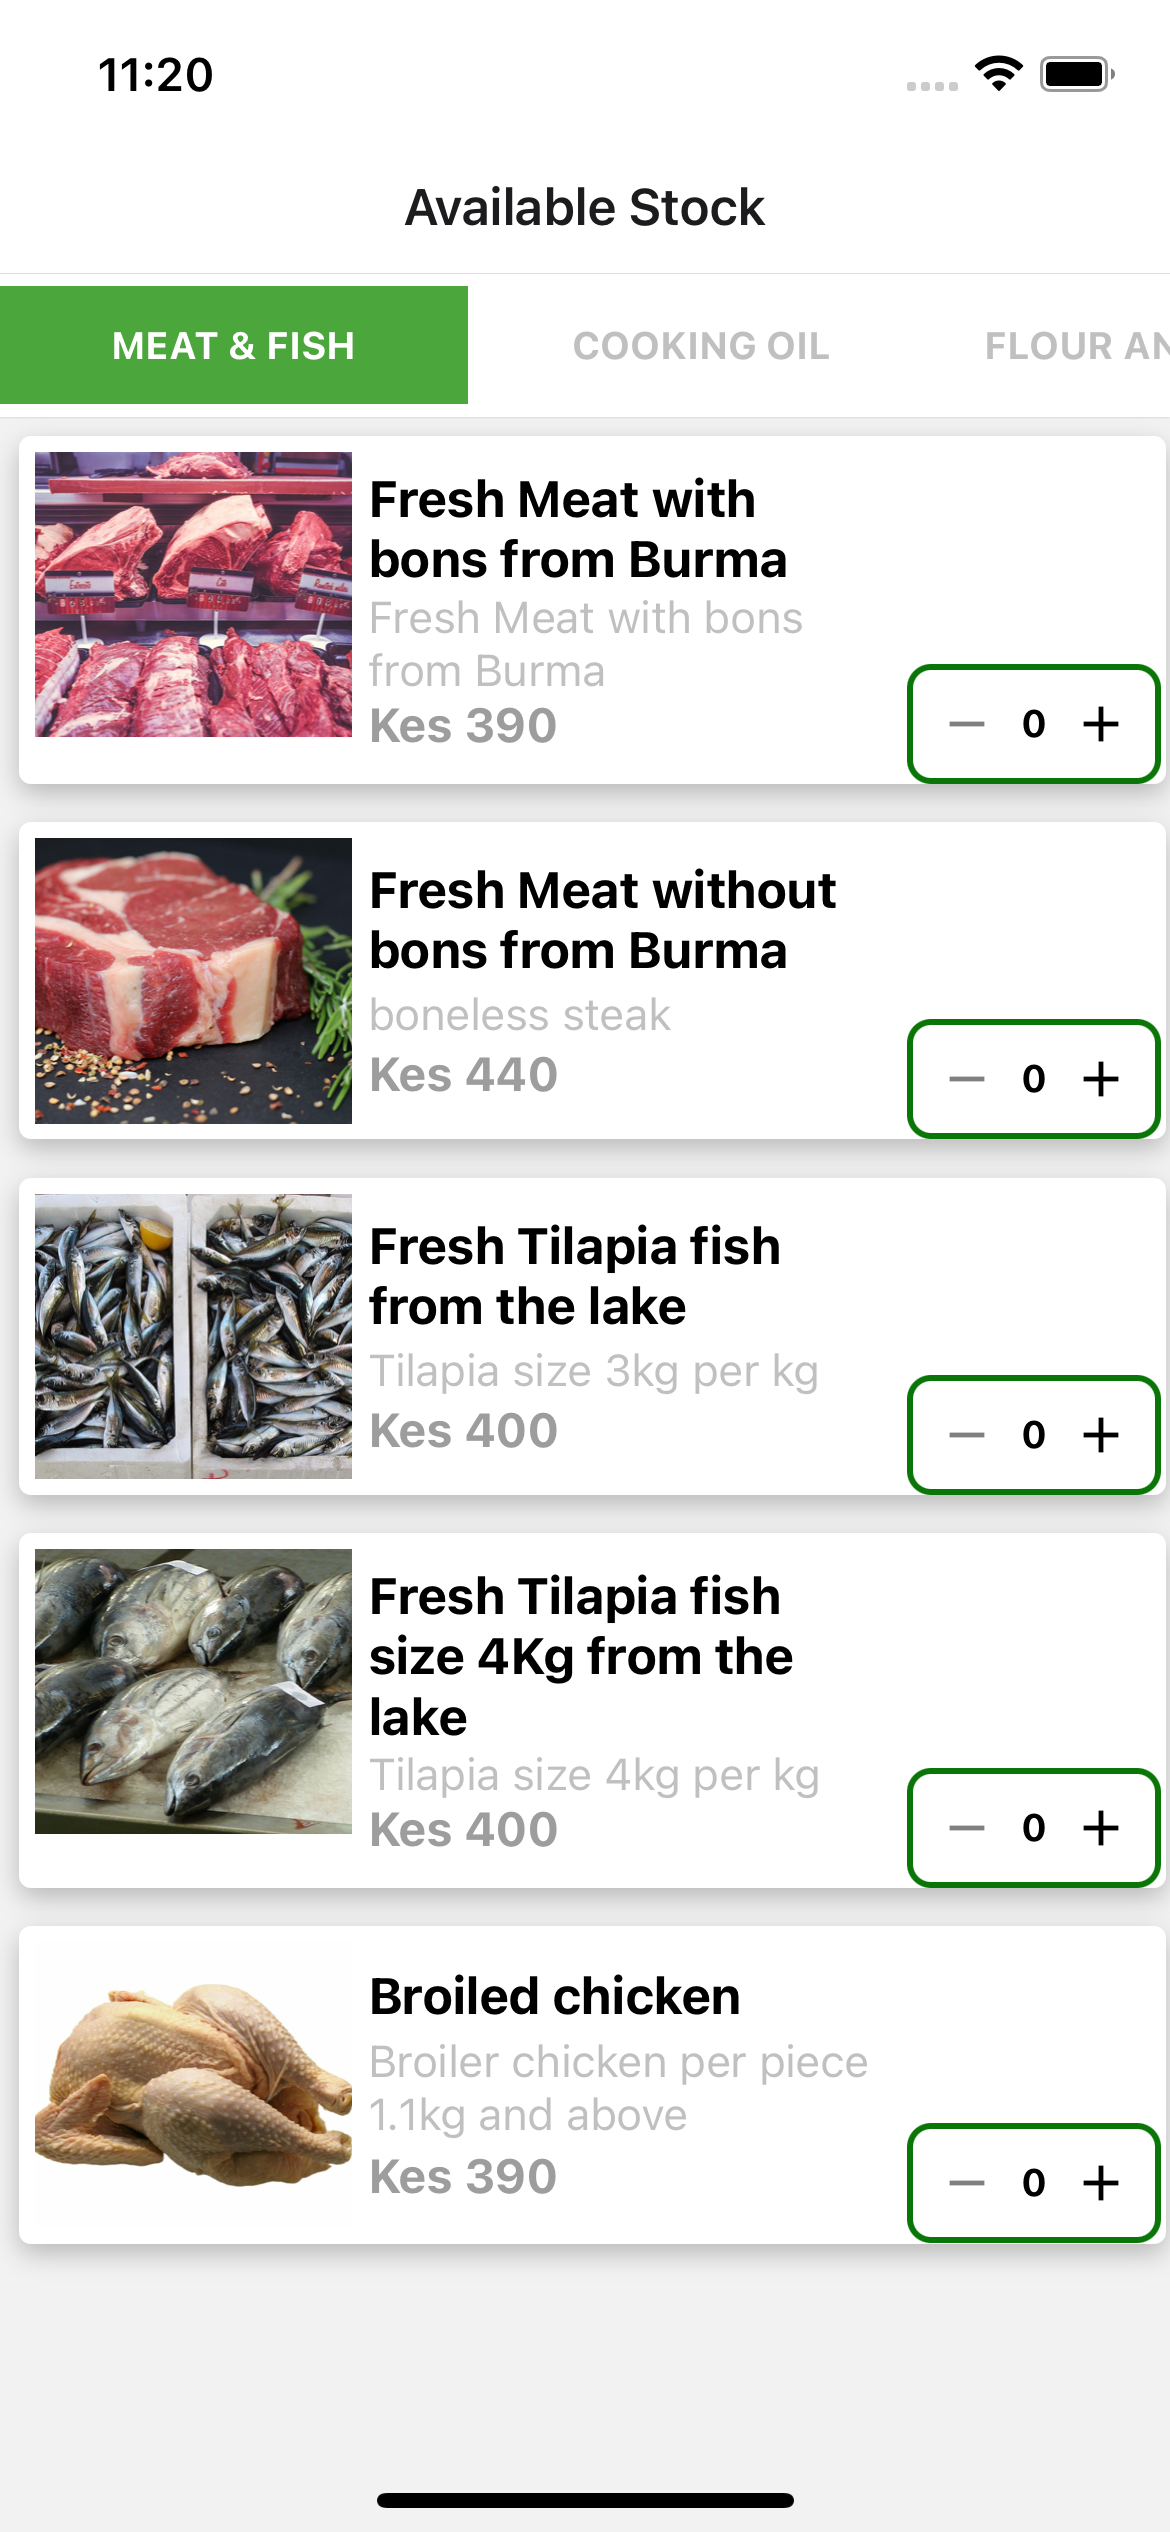 11:20
Available Stock
MEAT & FISH
COOKING OIL
FLOUR AN
Fresh Meat with
bons from Burma
Fresh Meat with bons
from Burma
Kes 390
0
Fresh Meat without
bons from Burma
boneless steak
Kes 440
0
Fresh Tilapia fish
from the lake
Tilapia size 3kg per kg
Kes 400
0
Fresh Tilapia fish
size 4Kg from the
lake
Tilapia size 4kg per kg
Kes 400
0
Broiled chicken
Broiler chicken per piece
1.1kg and above
Kes 390
0